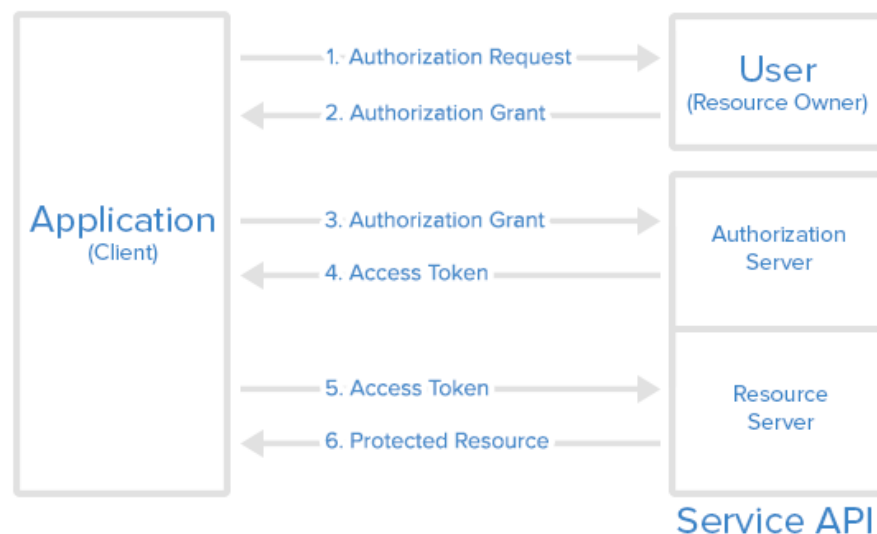 1. Authorization Request
User
(Resource Owner)
2. Authorization Grant
Application
(Client)
3. Authorization Grant
Authorization
Server
4. Access Token
5. Access Token
Resource
Server
6. Protected Resource
Service API